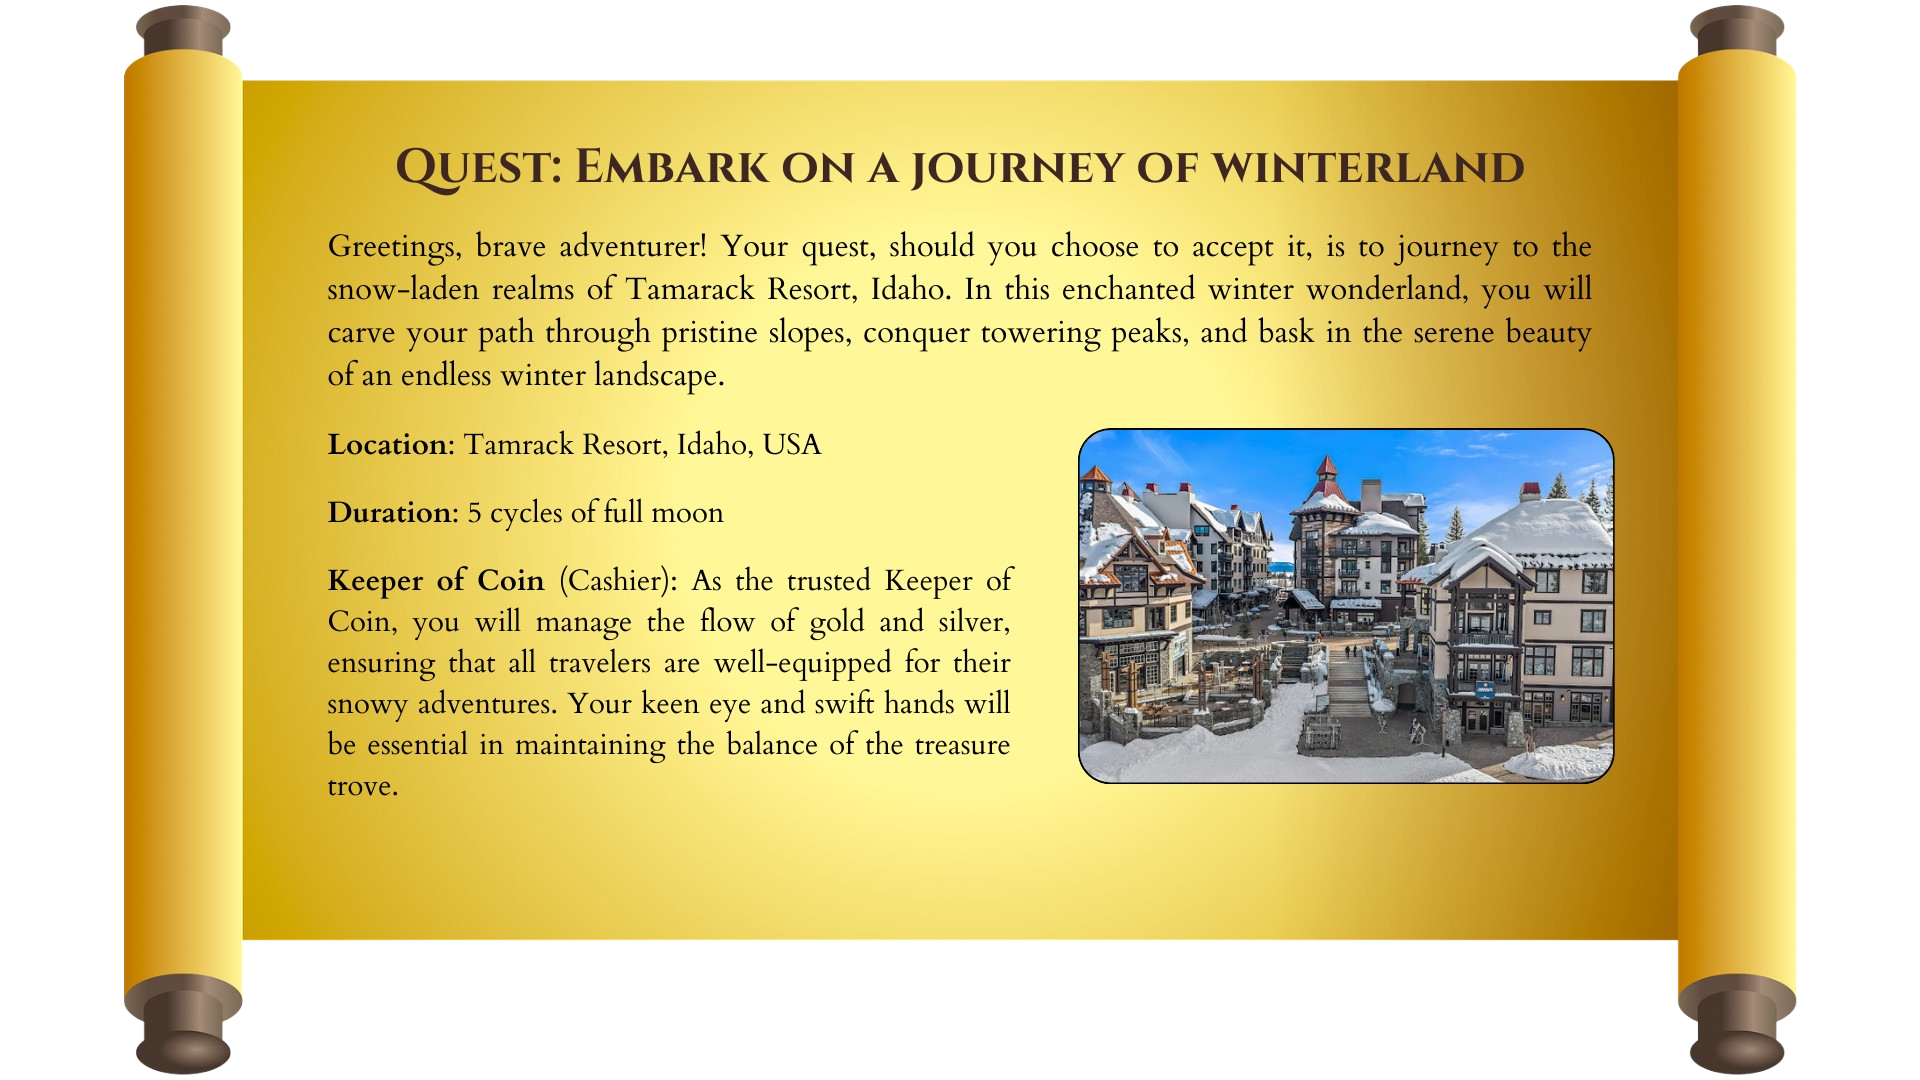 Quest: Embark on a journey of winterland
Greetings, brave adventurer! Your quest, should you choose to accept it, is to journey to the
snow-laden realms of Tamarack Resort, Idaho. In this enchanted winter wonderland, you will
carve your path through pristine slopes, conquer towering peaks, and bask in the serene beauty
of an endless winter landscape.
Location: Tamrack Resort, Idaho, USA
Duration: 5 cycles of full moon
Keeper of Coin (Cashier): As the trusted Keeper of
Coin, you will manage the flow of gold and silver,
ensuring that all travelers are well-equipped for their
snowy adventures. Your keen eye and swift hands will
be essential in maintaining the balance of the treasure
trove.